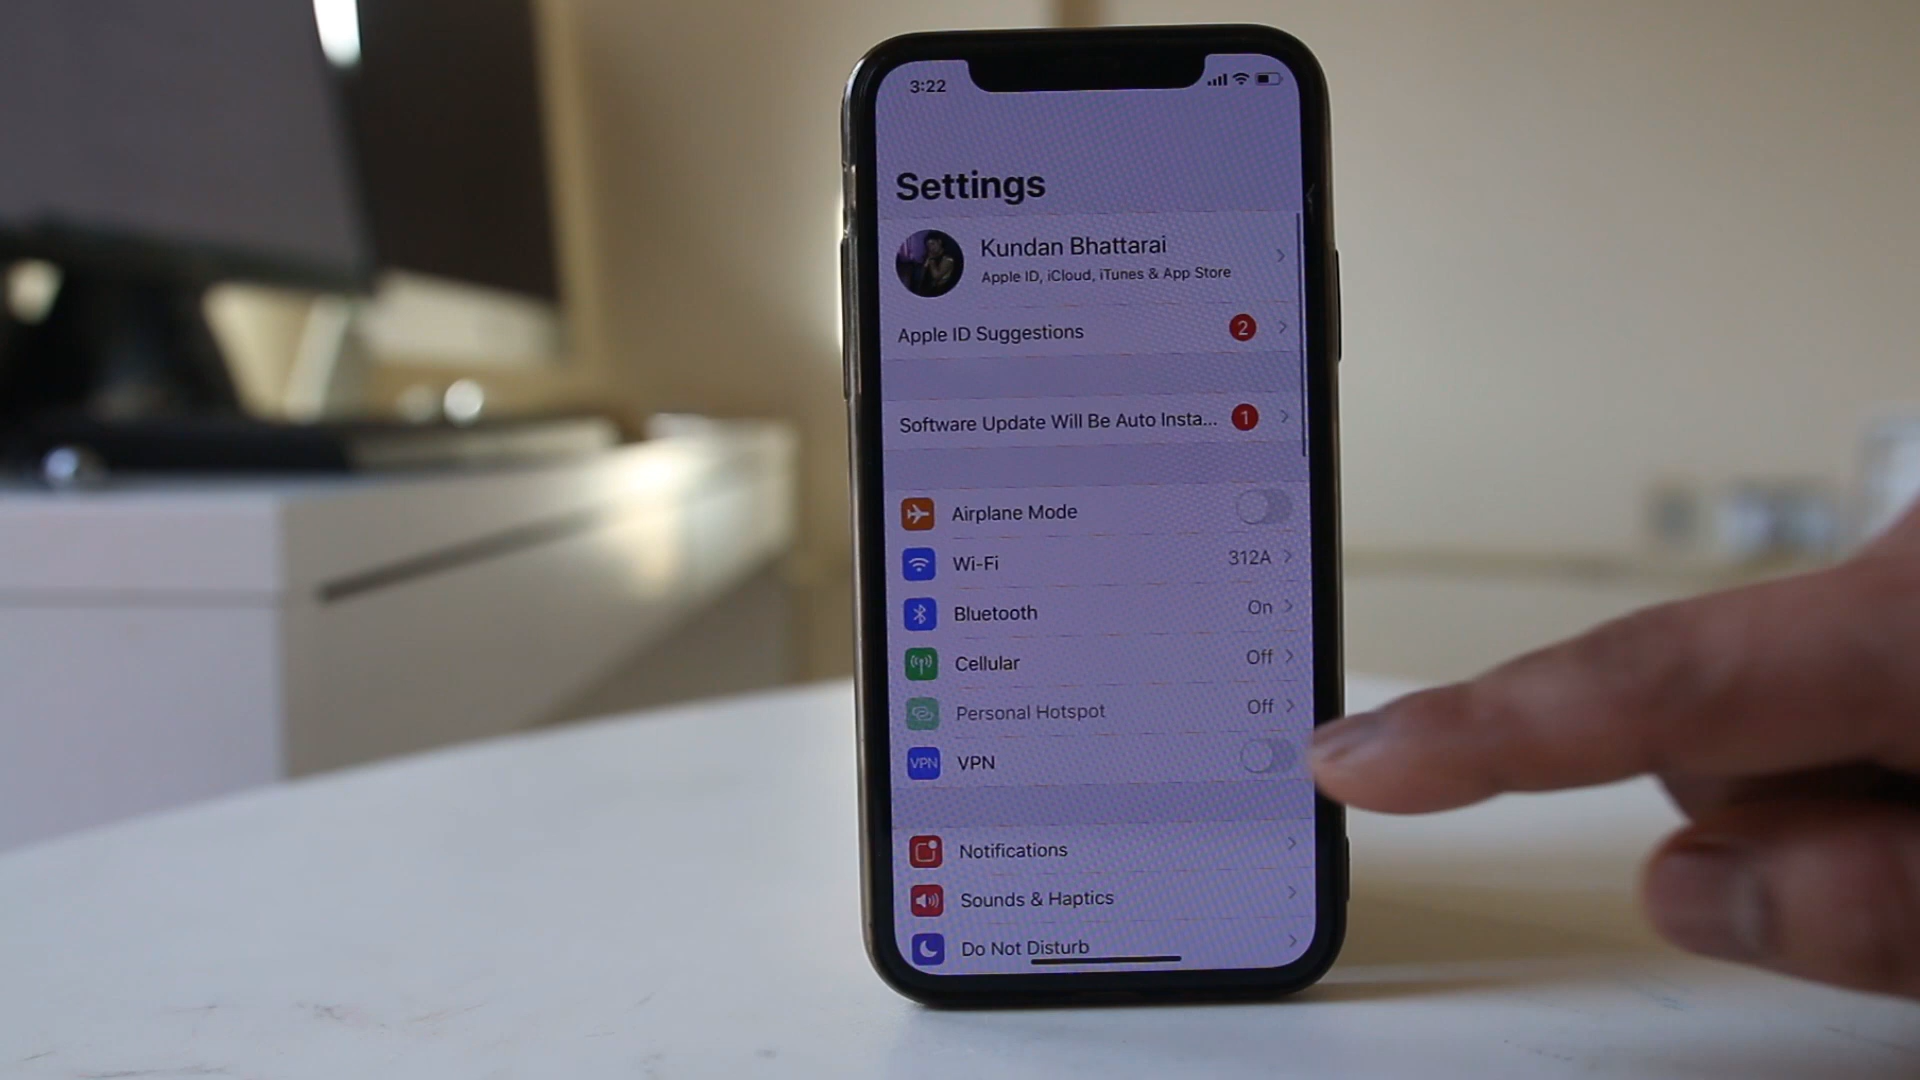 3:22
Settings
Kundan Bhattarai
Apple ID, iCloud, iTunes & App Store
Apple ID Suggestions 2
Software Update Will Be Auto Insta... 1
Airplane Mode
Wi-Fi 312A
Bluetooth On
Cellular Off
Personal Hotspot Off
VPN VPN
Notifications
Sounds & Haptics
Do Not Disturb